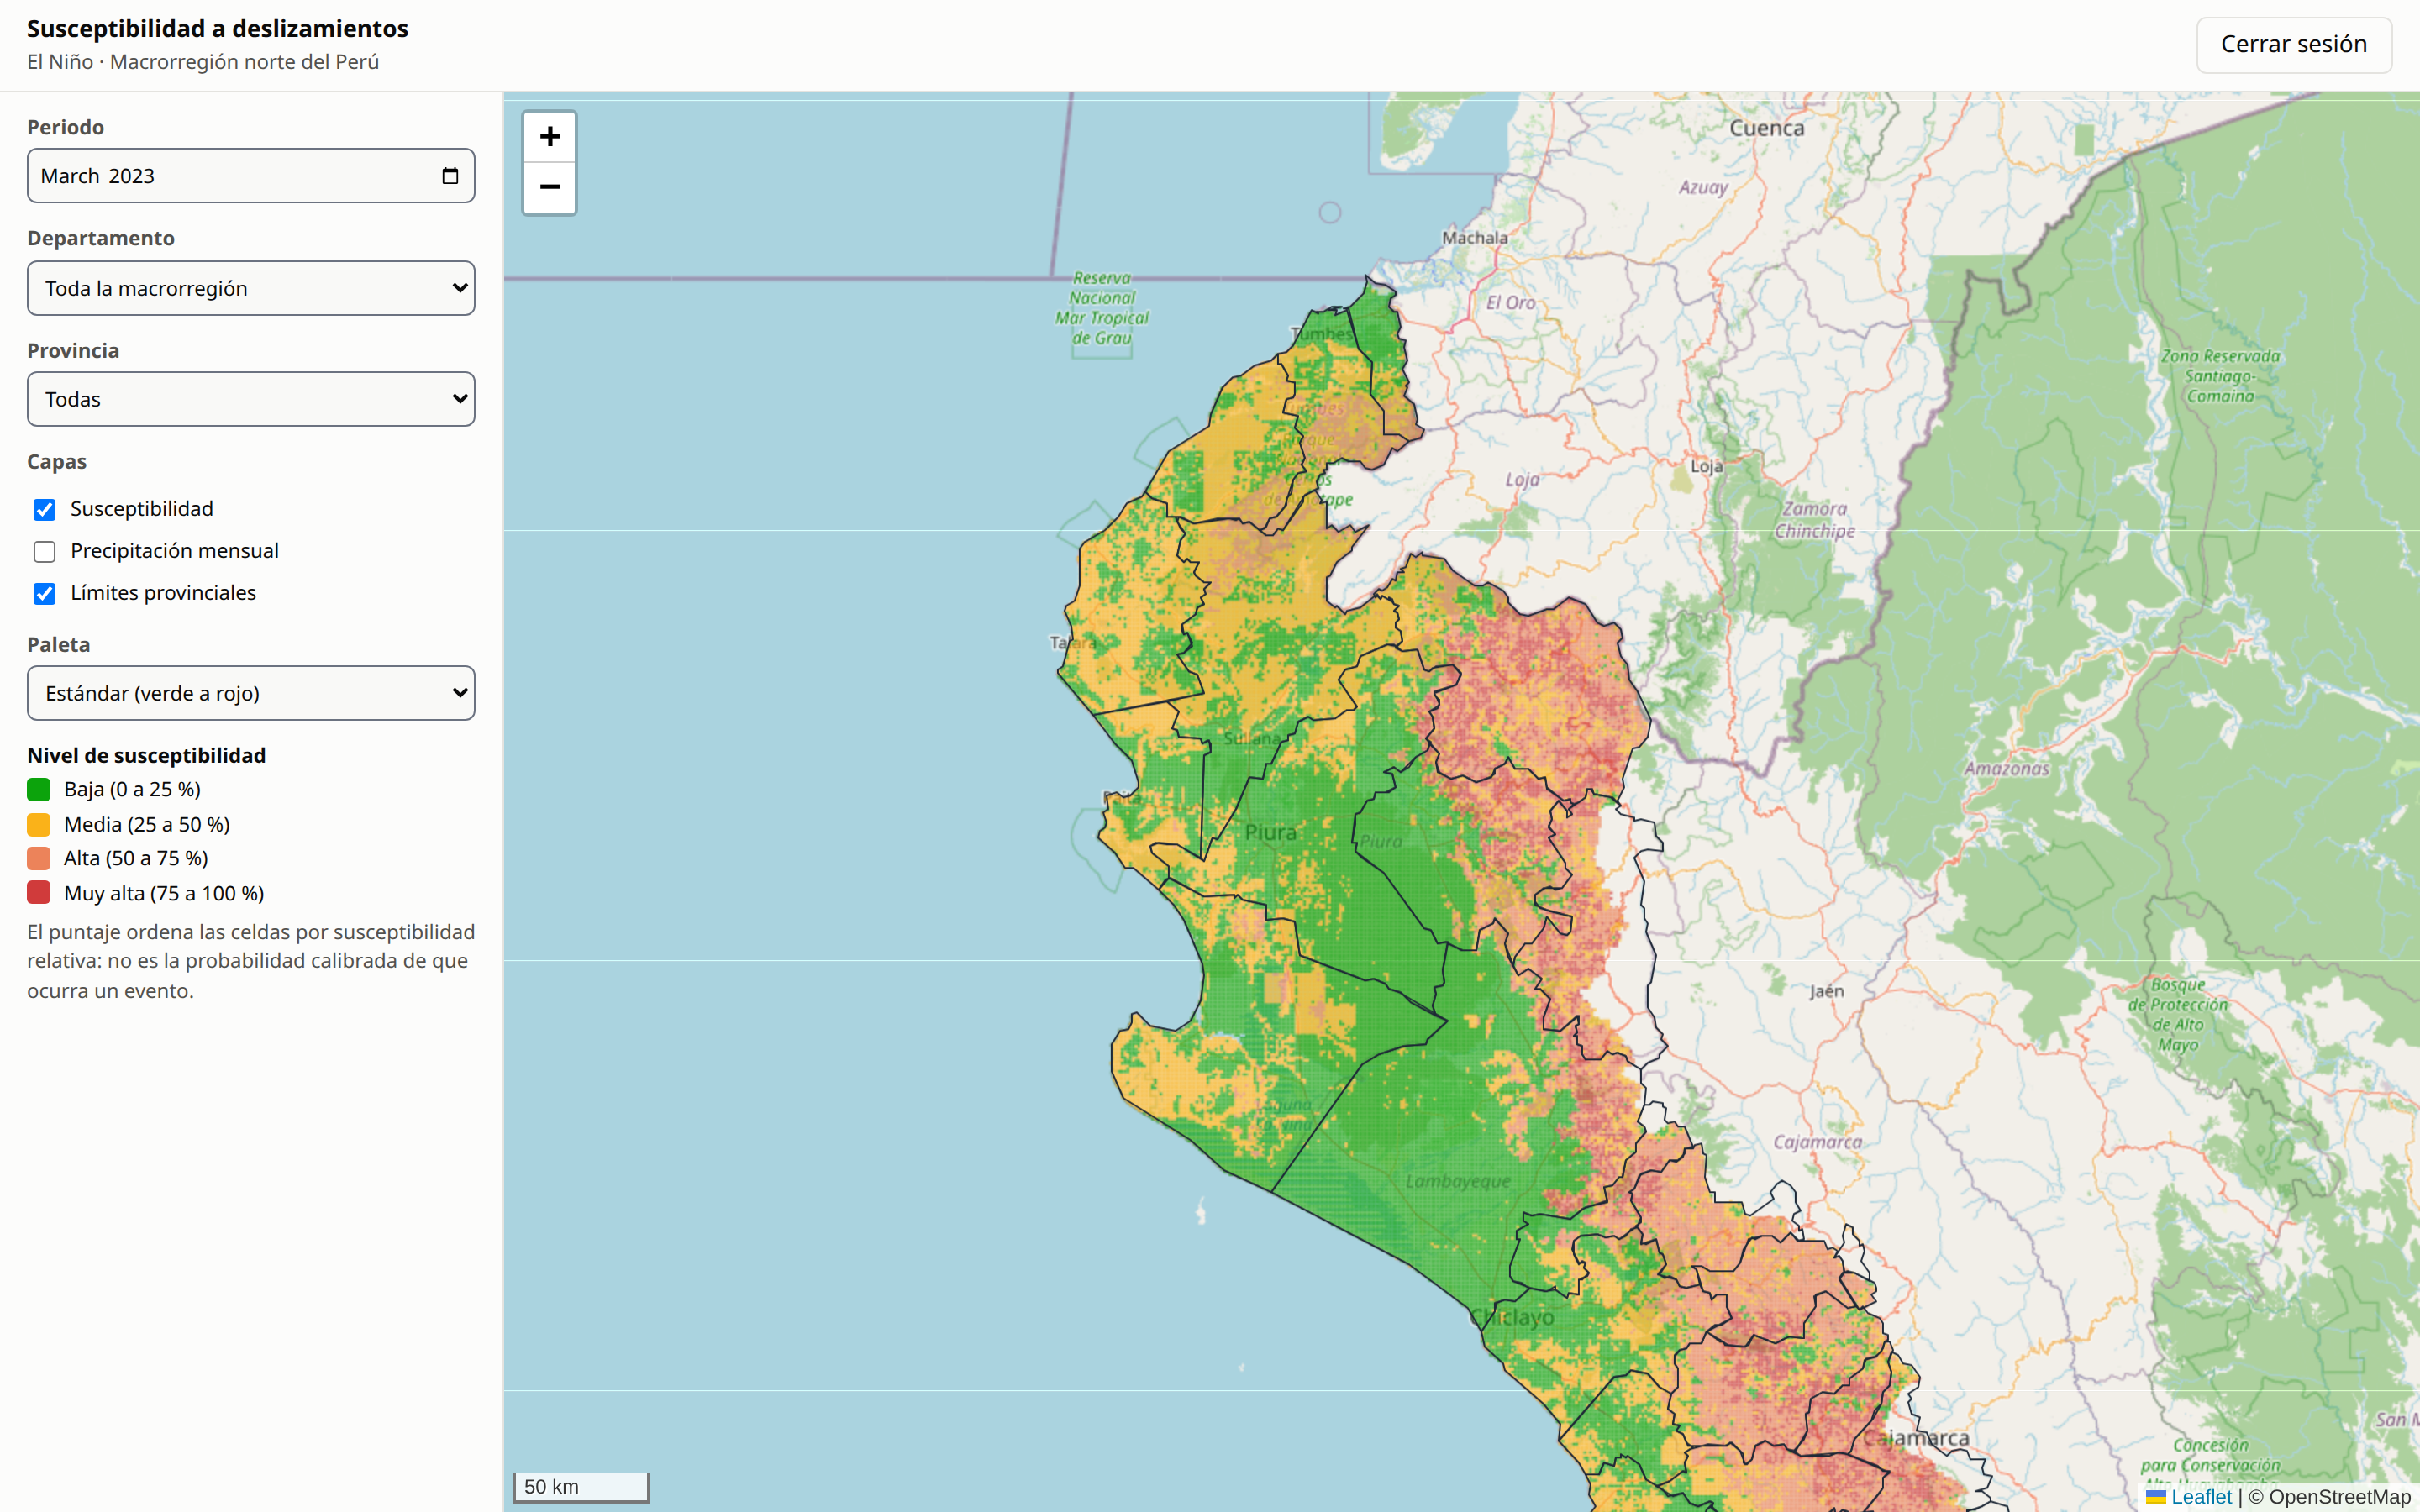 Susceptibilidad a deslizamientos
El Niño · Macrorregión norte del Perú
Cerrar sesión
Periodo
March 2023
Departamento
Toda la macrorregión
Provincia
Todas
Capas
Susceptibilidad
Precipitación mensual
Límites provinciales
Paleta
Estándar (verde a rojo)
Nivel de susceptibilidad
Baja (0 a 25 %)
Media (25 a 50 %)
Alta (50 a 75 %)
Muy alta (75 a 100 %)
El puntaje ordena las celdas por susceptibilidad
relativa: no es la probabilidad calibrada de que
ocurra un evento.
+
−
Cuenca
Azuay
Machala
Reserva
Nacional
Mar Tropical
de Grau
El Oro
Tumbes
Zona Reservada
Santiago-
Comaina
Tumbes
Loja
Loja
Zamora
Chinchipe
Talara
Sullana
Amazonas
Paita
Piura
Piura
Jaén
Bosque
de Protección
de Alto
Mayo
Laguna
Cajamarca
Lambayeque
Chiclayo
San M
Cajamarca
Concesión
para Conservación
50 km
Leaflet | © OpenStreetMap